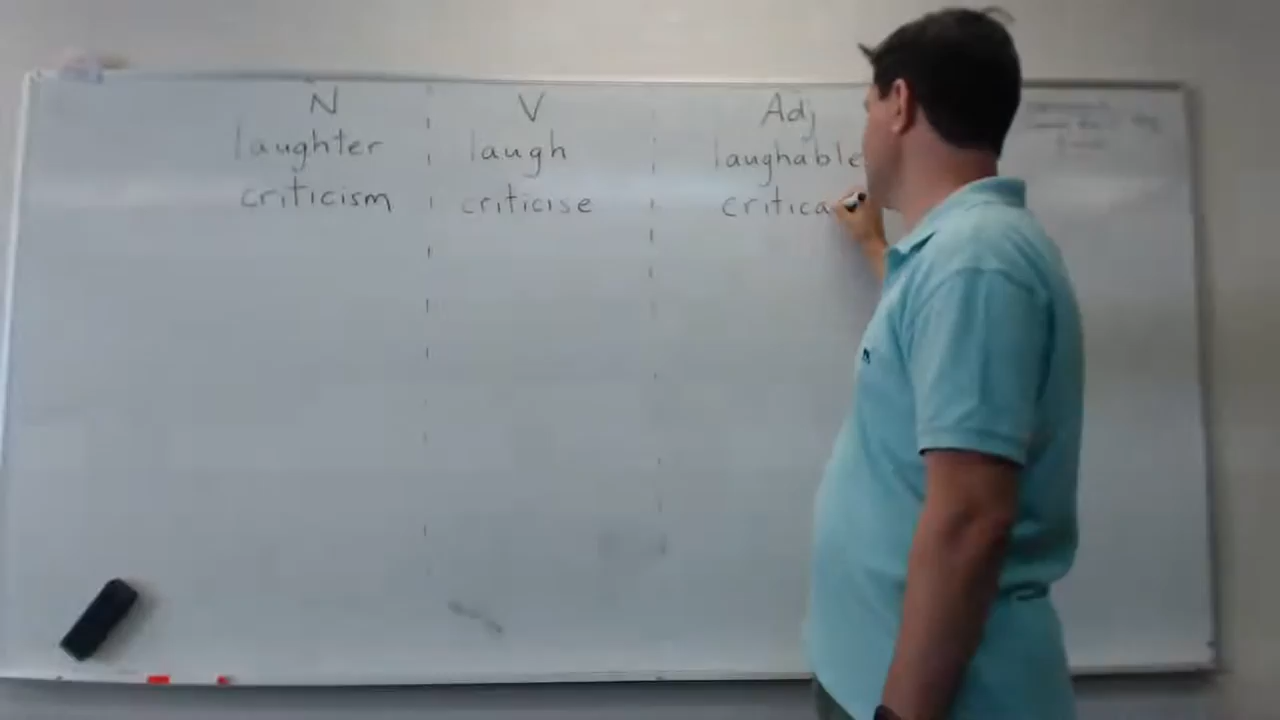 N V Adj
laughter laugh laughable
criticism criticise critica